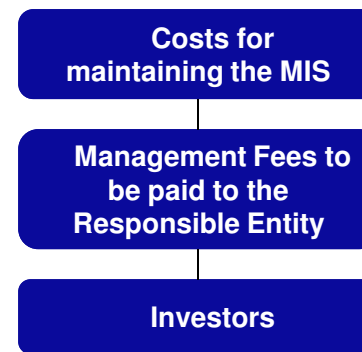 Costs for
maintaining the MIS
Management Fees to
be paid to the
Responsible Entity
Investors